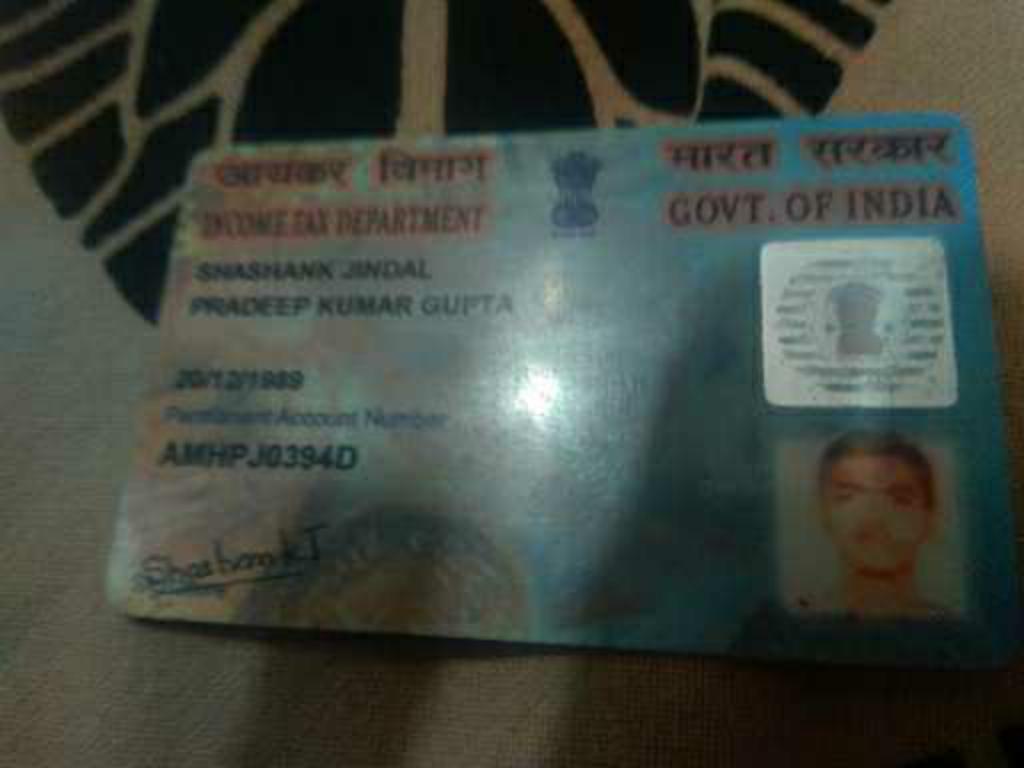 आयकर विभाग
INCOME TAX DEPARTMENT
भारत सरकार
GOVT. OF INDIA
SHASHANK JINDAL
PRADEEP KUMAR GUPTA
20/12/1989
Permanent Account Number
AMHPJ0394D
Shashank J